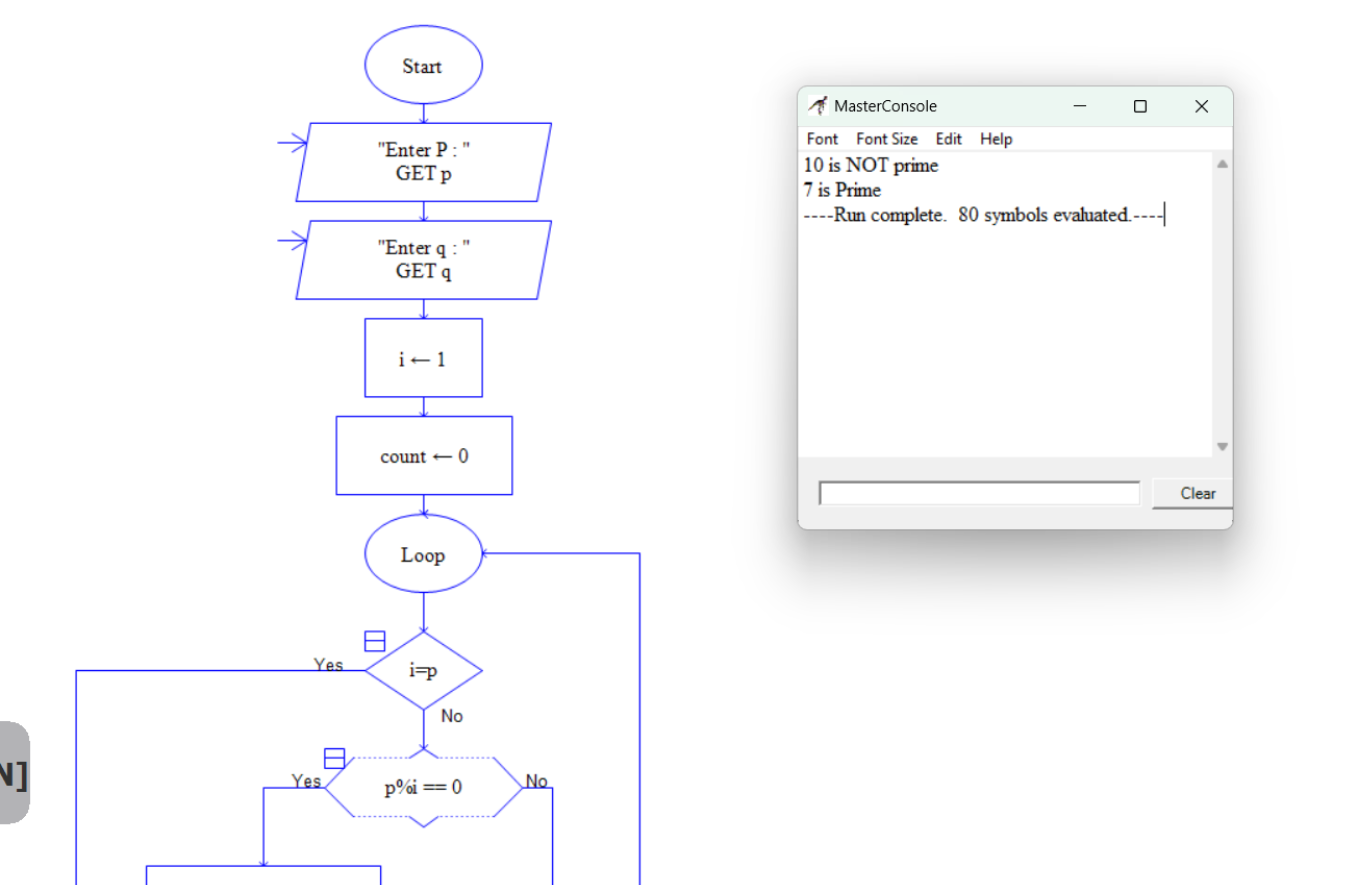 Start
"Enter P : "
GET p
"Enter q : "
GET q
i ← 1
count ← 0
Loop
Yes
i=p
No
Yes
p%i == 0
No
N]
MasterConsole
Font Font Size Edit Help
10 is NOT prime
7 is Prime
----Run complete. 80 symbols evaluated.----
Clear